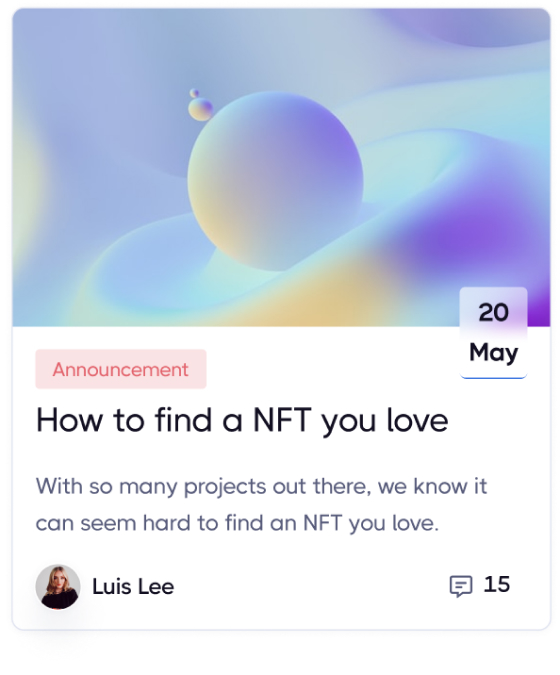 20
May
Announcement
How to find a NFT you love
With so many projects out there, we know it
can seem hard to find an NFT you love.
Luis Lee
15